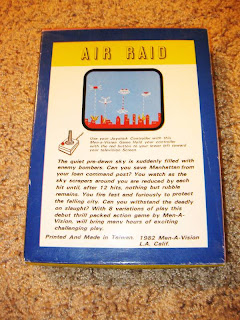 AIR RAID
Use your Joystick Controller with this
Men-a-Vision Game. Hold your controller
with the red button to your upper left toward
your television Screen.
The quiet pre-dawn sky is suddenly filled with
enemy bombers. Can you save Manhattan from
your loan command post? You watch as the
sky scrapers around you are reduced by each
hit until, after 12 hits, nothing but rubble
remains. You fire fast and furiously to protect
the falling city. Can you withstand the deadly
on slaught? With 8 variations of play this
debut thrill packed action game by Men-A-
Vision, will bring many hours of exciting
challenging play.
Printed And Made in Taiwan 1982 Men-A-Vision
L.A. Calif.